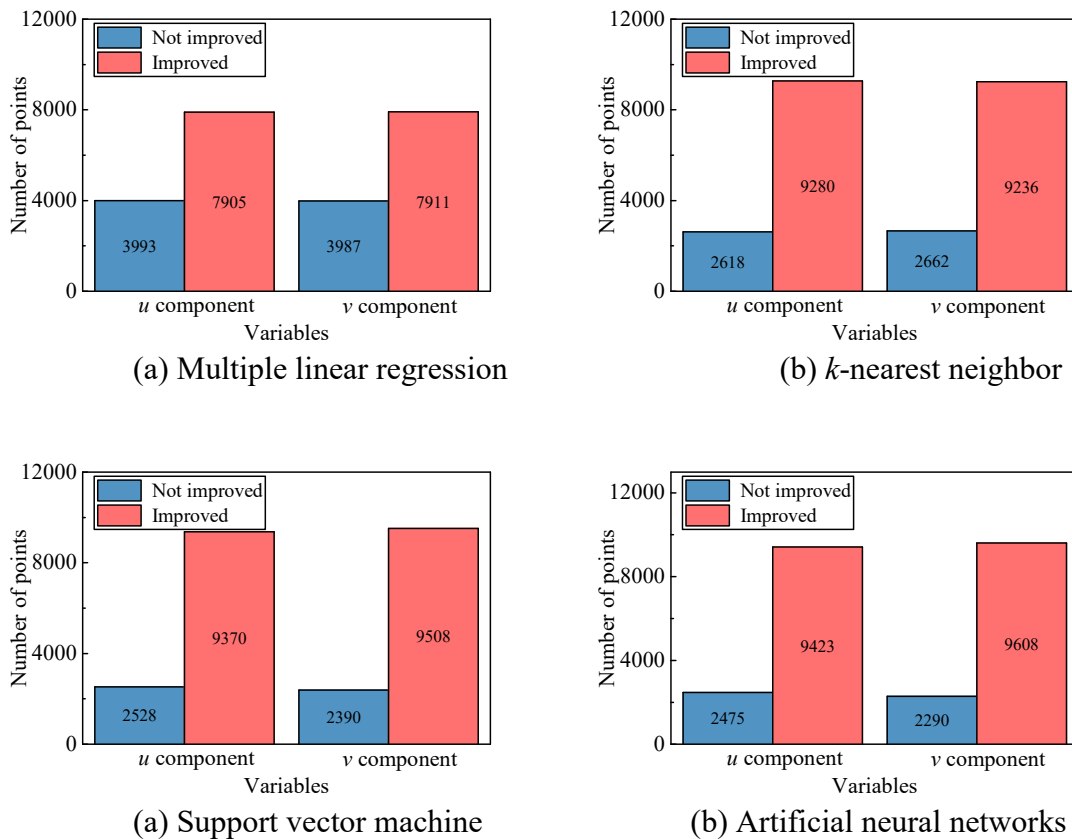 12000
8000
4000
0
Number of points
Not improved
Improved
3993
7905
3987
7911
u component
v component
Variables
(a) Multiple linear regression
12000
8000
4000
0
Number of points
Not improved
Improved
2618
9280
2662
9236
u component
v component
Variables
(b) k-nearest neighbor
12000
8000
4000
0
Number of points
Not improved
Improved
2528
9370
2390
9508
u component
v component
Variables
(a) Support vector machine
12000
8000
4000
0
Number of points
Not improved
Improved
2475
9423
2290
9608
u component
v component
Variables
(b) Artificial neural networks